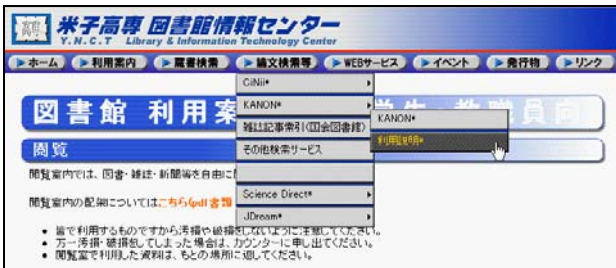 米子高専 図書館情報センター
Y.N.C.T Library & Information Technology Center
ホーム 利用案内 蔵書検索 論文検索等 WEBサービス イベント 発行物 リンク
CiNii*
KANON*
雑誌記事索引(国会図書館)
その他検索サービス
Science Direct*
JDream*
KANON*
利用説明*
図書館 利用案
閲覧
閲覧室内では、図書・雑誌・新聞等を自由に
閲覧室内の配架についてはこちら(pdf書類
皆で利用するものですから汚損や破損をしないように注意してください。
万一汚損・破損をしてしまった場合は、カウンターに申し出てください。
閲覧室で利用した資料は、もとの場所に返してください。